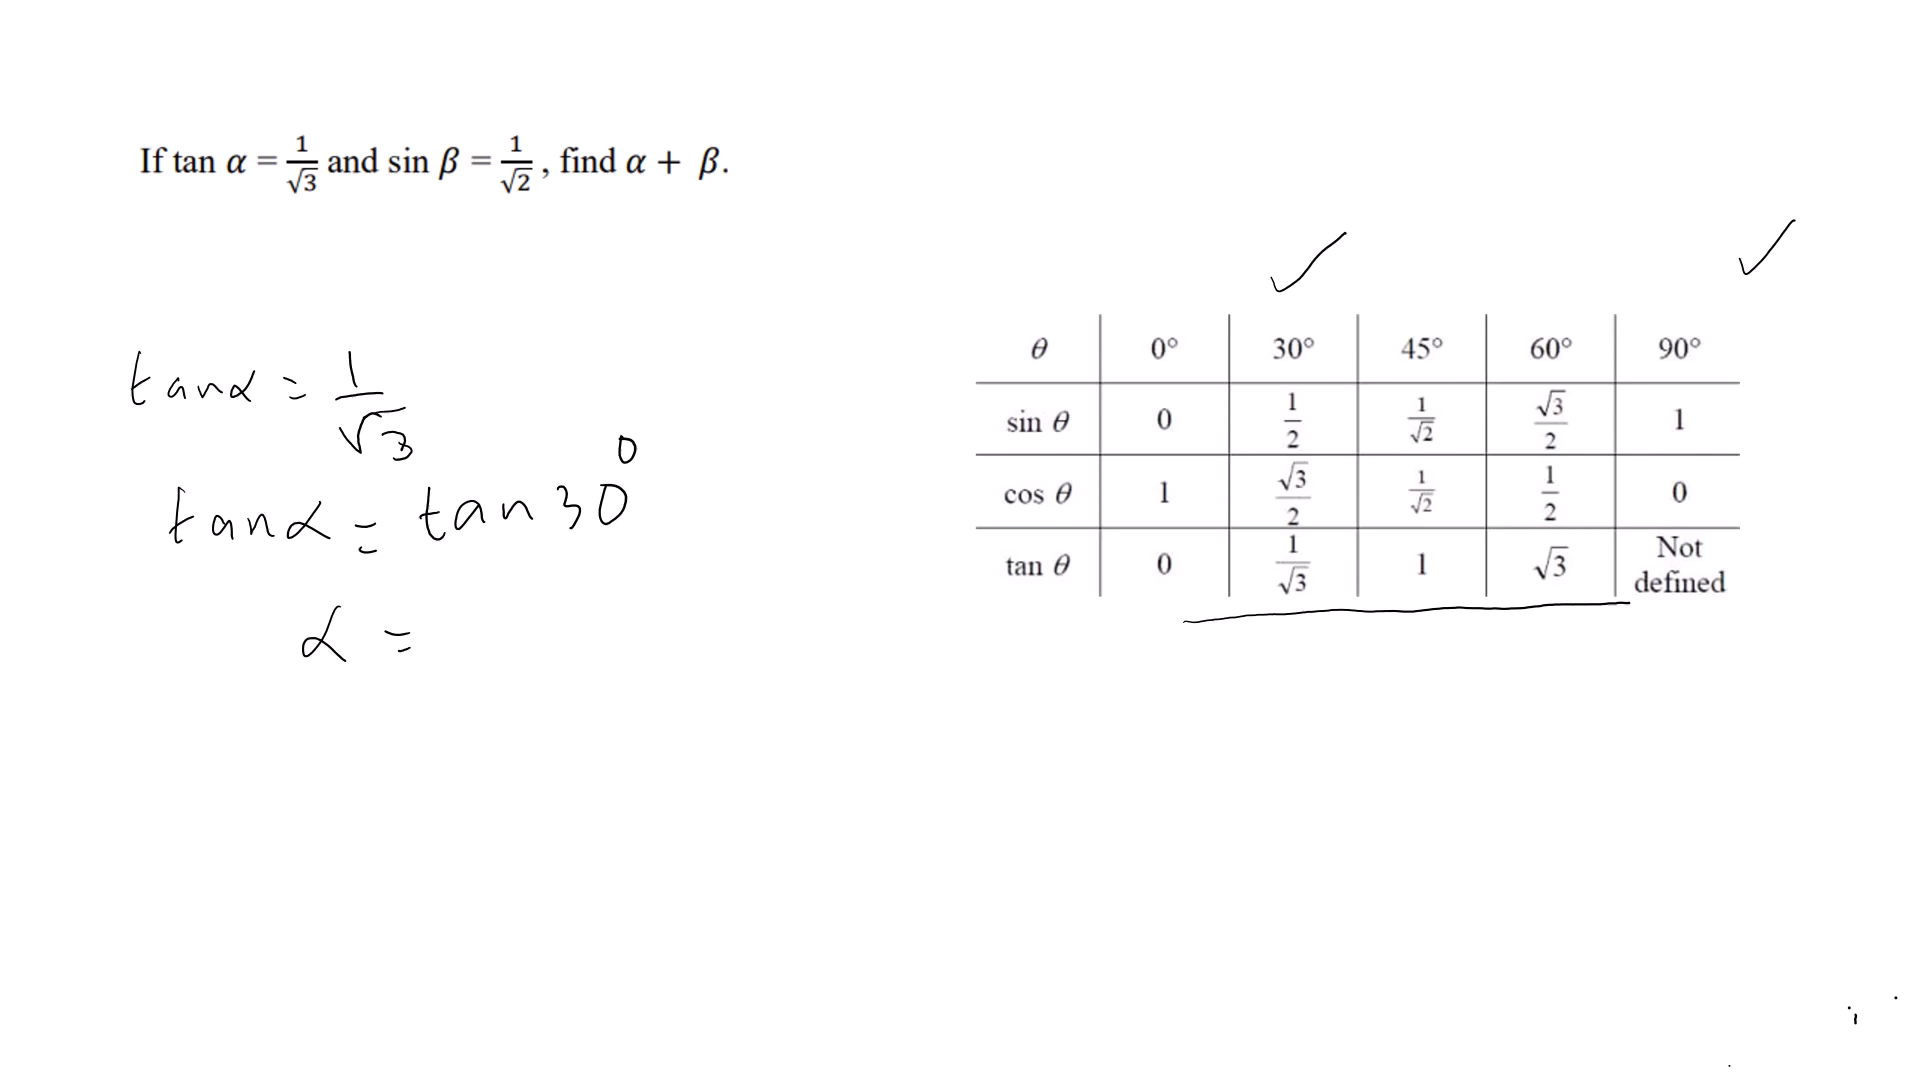 If tan α = 1/√3 and sin β = 1/√2 , find α + β.
tanα = 1/√3
tanα = tan 30⁰
α =
θ 0° 30° 45° 60° 90°
sin θ 0 1/2 1/√2 √3/2 1
cos θ 1 √3/2 1/√2 1/2 0
tan θ 0 1/√3 1 √3 Not defined